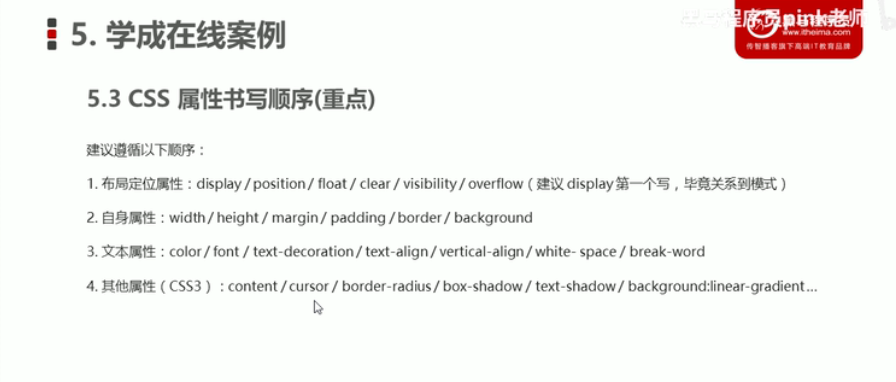 5. 学成在线案例
程序员pink老师
www.itheima.com
传智播客旗下高端IT教育品牌
5.3 CSS 属性书写顺序(重点)
建议遵循以下顺序：
1. 布局定位属性：display / position / float / clear / visibility / overflow（建议 display 第一个写，毕竟关系到模式）
2. 自身属性：width / height / margin / padding / border / background
3. 文本属性：color / font / text-decoration / text-align / vertical-align / white- space / break-word
4. 其他属性（CSS3）：content / cursor / border-radius / box-shadow / text-shadow / background:linear-gradient…